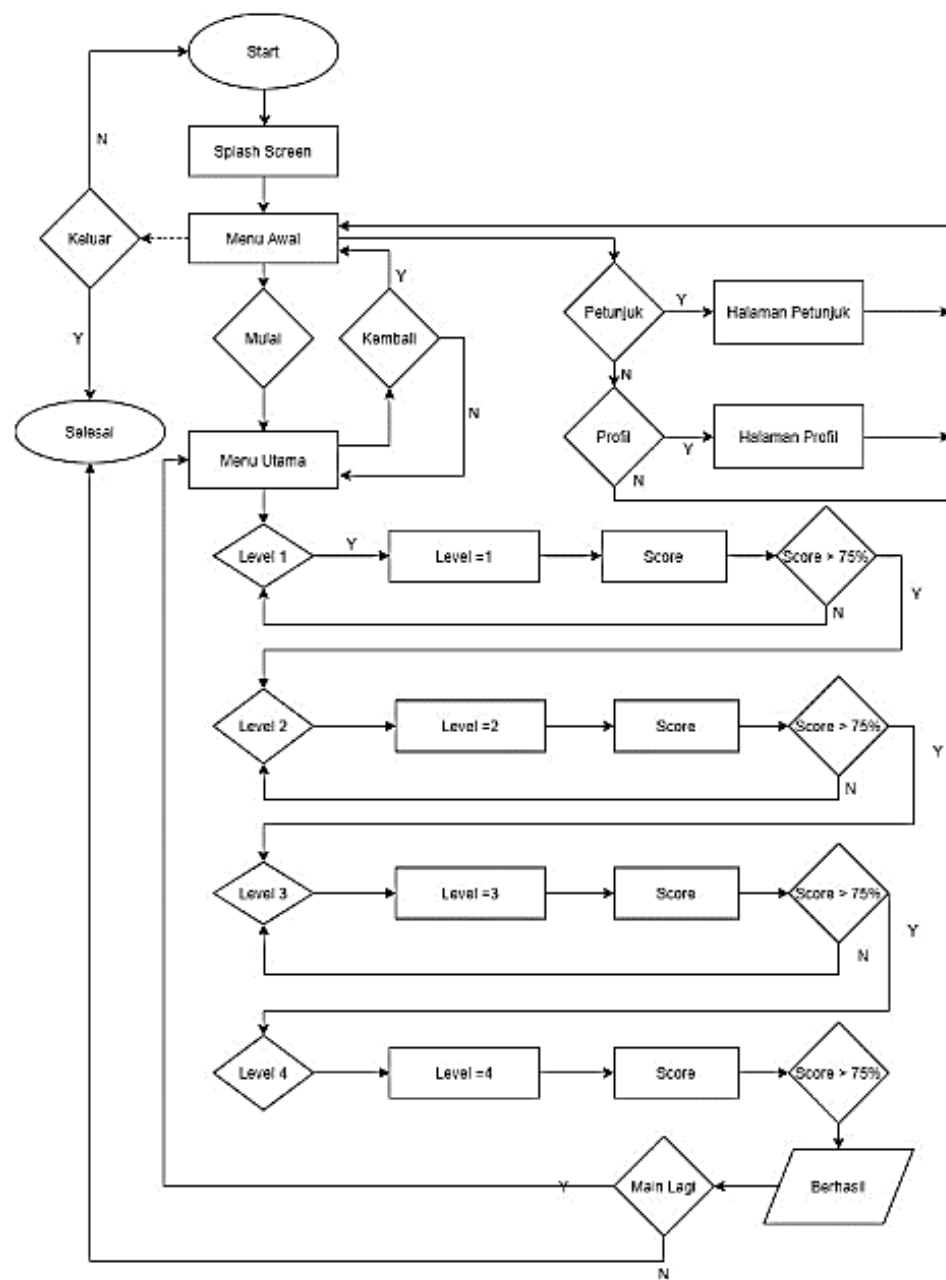 Start
N
Splash Screen
Keluar
Menu Awal
Y
Y
Petunjuk
Y
Halaman Petunjuk
Mulai
Kembali
N
N
Selesai
Menu Utama
Profil
Y
Halaman Profil
N
Level 1
Y
Level =1
Score
Score > 75%
Y
N
Level 2
Level =2
Score
Score > 75%
Y
N
Level 3
Level =3
Score
Score > 75%
Y
N
Level 4
Level =4
Score
Score > 75%
Y
Main Lagi
Berhasil
N